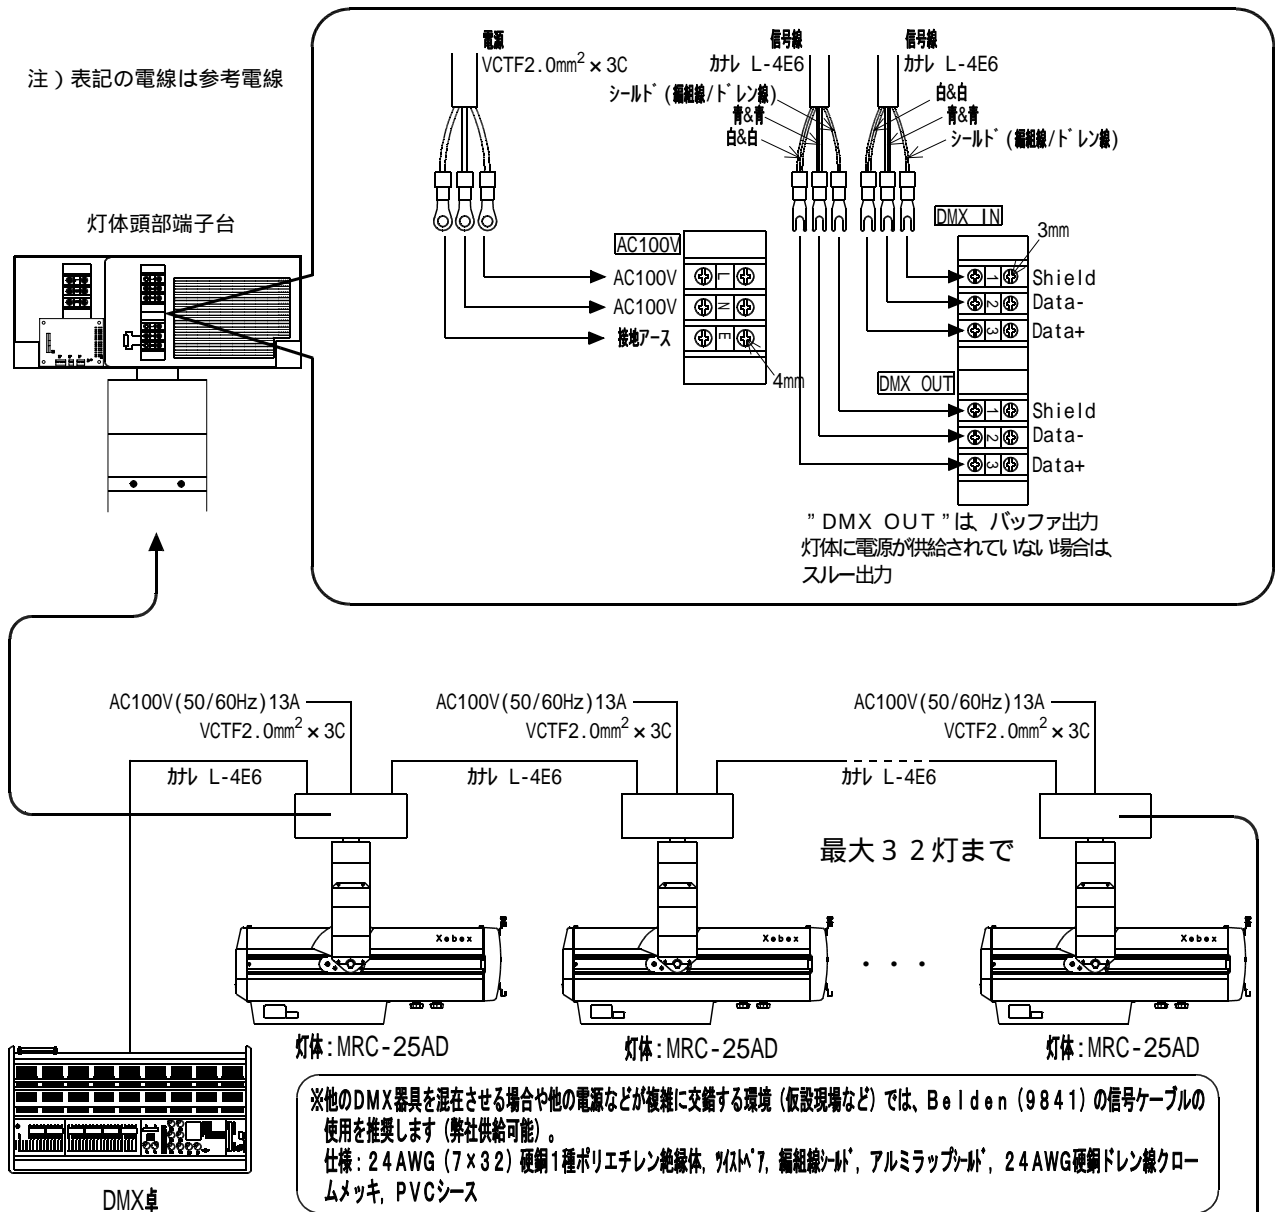 電源
VCTF2.0mm²×3C
信号線
カナレ L-4E6
信号線
カナレ L-4E6
注)表記の電線は参考電線
シールド(編組線/ドレン線)
青&青
白&白
白&白
青&青
シールド(編組線/ドレン線)
灯体頭部端子台
AC100V
AC100V
AC100V
接地アース
L
N
E
4mm
DMX IN
3mm
1
2
3
Shield
Data-
Data+
DMX OUT
1
2
3
Shield
Data-
Data+
”DMX OUT”は、バッファ出力
灯体に電源が供給されていない場合は、
スルー出力
AC100V(50/60Hz)13A
VCTF2.0mm²×3C
AC100V(50/60Hz)13A
VCTF2.0mm²×3C
AC100V(50/60Hz)13A
VCTF2.0mm²×3C
カナレ L-4E6
カナレ L-4E6
カナレ L-4E6
最大32灯まで
Xebex
Xebex
Xebex
・・・
灯体:MRC-25AD
灯体:MRC-25AD
灯体:MRC-25AD
※他のDMX器具を混在させる場合や他の電源などが複雑に交錯する環境(仮設現場など)では、Belden(9841)の信号ケーブルの
使用を推奨します(弊社供給可能)。
仕様:24AWG(7×32)硬銅1種ポリエチレン絶縁体, ツイストペア, 編組線シールド, アルミラップシールド, 24AWG硬銅ドレン線クロー
ムメッキ, PVCシース
DMX卓